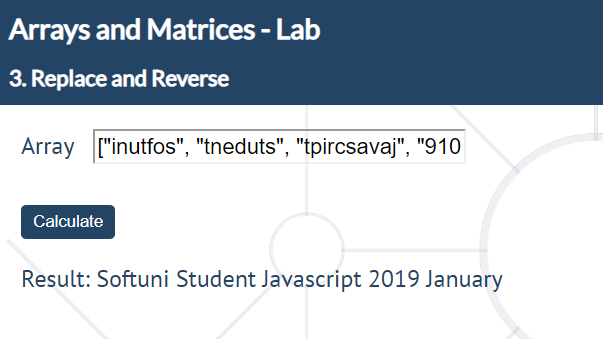 Arrays and Matrices - Lab
3. Replace and Reverse
Array ["inutfos", "tneduts", "tpircsavaj", "910
Calculate
Result: Softuni Student Javascript 2019 January